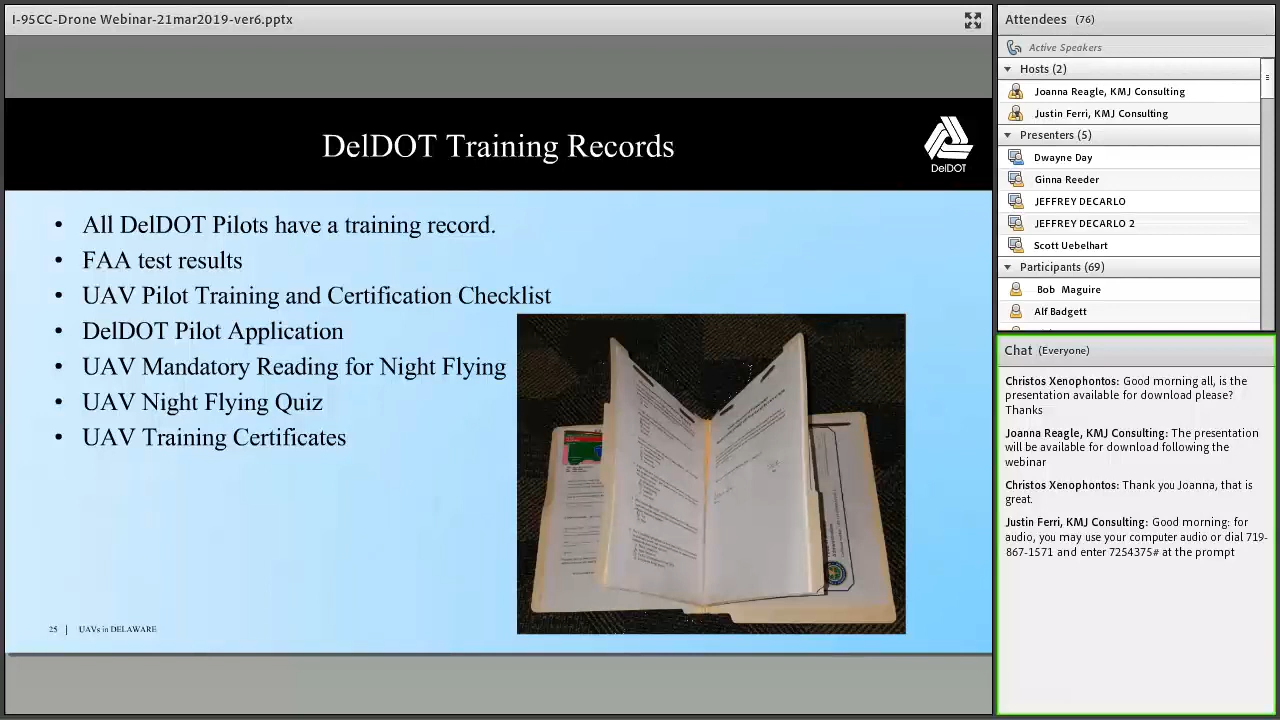 I-95CC-Drone Webinar-21mar2019-ver6.pptx
DelDOT Training Records
DelDOT
• All DelDOT Pilots have a training record.
• FAA test results
• UAV Pilot Training and Certification Checklist
• DelDOT Pilot Application
• UAV Mandatory Reading for Night Flying
• UAV Night Flying Quiz
• UAV Training Certificates
25 | UAVs in DELAWARE
Attendees (76)
Active Speakers
Hosts (2)
Joanna Reagle, KMJ Consulting
Justin Ferri, KMJ Consulting
Presenters (5)
Dwayne Day
Ginna Reeder
JEFFREY DECARLO
JEFFREY DECARLO 2
Scott Uebelhart
Participants (69)
Bob Maguire
Alf Badgett
Chat (Everyone)
Christos Xenophontos: Good morning all, is the
presentation available for download please?
Thanks
Joanna Reagle, KMJ Consulting: The presentation
will be available for download following the
webinar
Christos Xenophontos: Thank you Joanna, that is
great.
Justin Ferri, KMJ Consulting: Good morning: for
audio, you may use your computer audio or dial 719-
867-1571 and enter 7254375# at the prompt